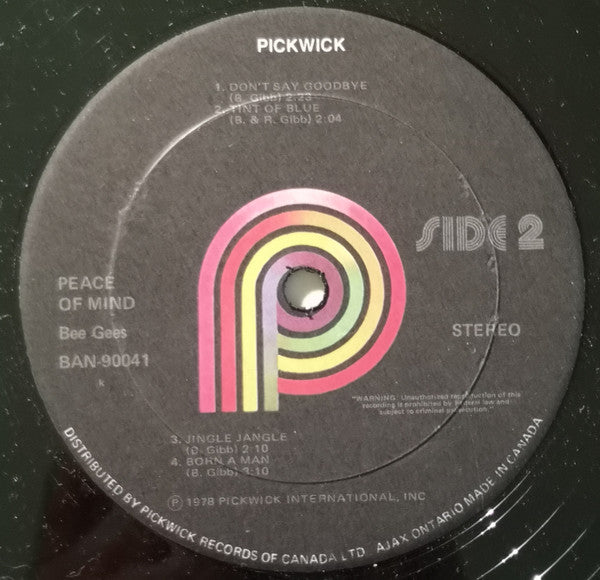 PICKWICK
1. DON'T SAY GOODBYE
(B. Gibb) 2:23
2. TINT OF BLUE
(B. & R. Gibb) 2:04
SIDE 2
PEACE
OF MIND
Bee Gees
BAN-90041
K
STEREO
"WARNING: Unauthorized reproduction of this
recording is prohibited by Federal law and
subject to criminal prosecution."
3. JINGLE JANGLE
(D. Gibb) 2:10
4. BORN A MAN
(B. Gibb) 3:10
Ⓟ 1978 PICKWICK INTERNATIONAL, INC
DISTRIBUTED BY PICKWICK RECORDS OF CANADA LTD. AJAX ONTARIO MADE IN CANADA